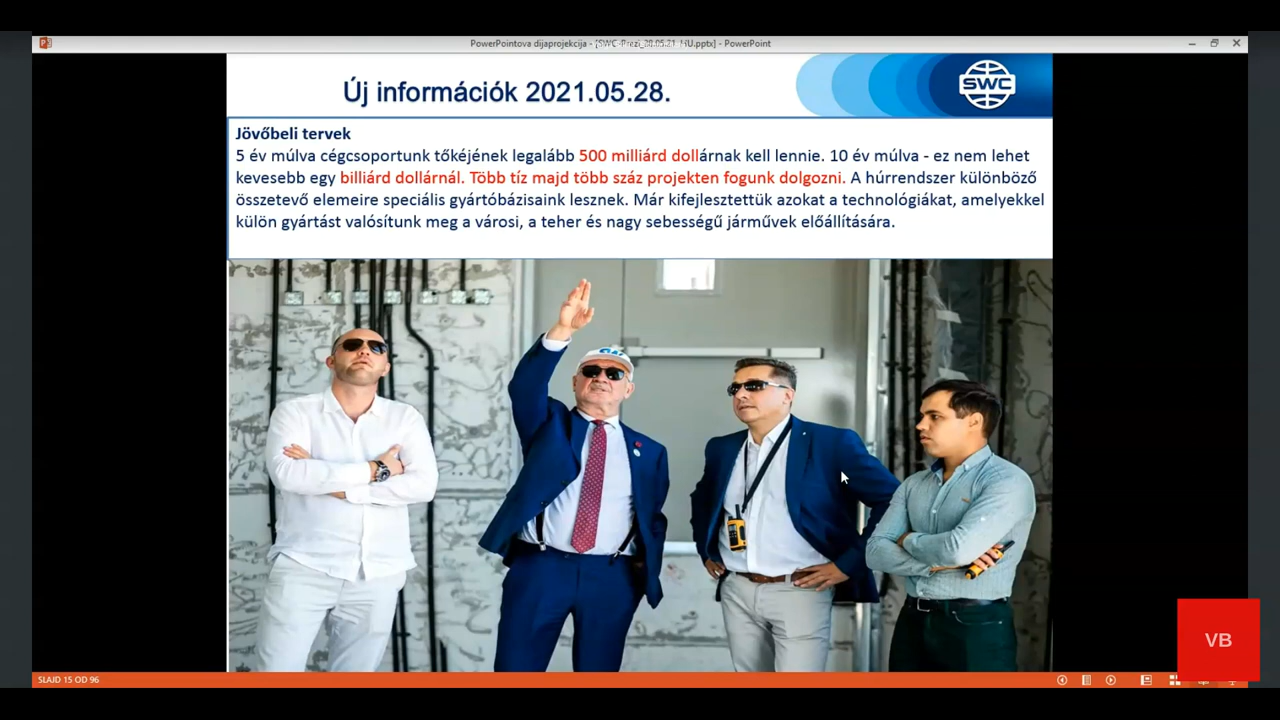 PowerPointova dijaprojekcija - [SWC-Prezi_28.05.21_HU.pptx] - PowerPoint
Új információk 2021.05.28.
SWC
Jövőbeli tervek
5 év múlva cégcsoportunk tőkéjének legalább 500 milliárd dollárnak kell lennie. 10 év múlva - ez nem lehet
kevesebb egy billiárd dollárnál. Több tíz majd több száz projekten fogunk dolgozni. A húrrendszer különböző
összetevő elemeire speciális gyártóbázisaink lesznek. Már kifejlesztettük azokat a technológiákat, amelyekkel
külön gyártást valósítunk meg a városi, a teher és nagy sebességű járművek előállítására.
VB
SLAJD 15 OD 96